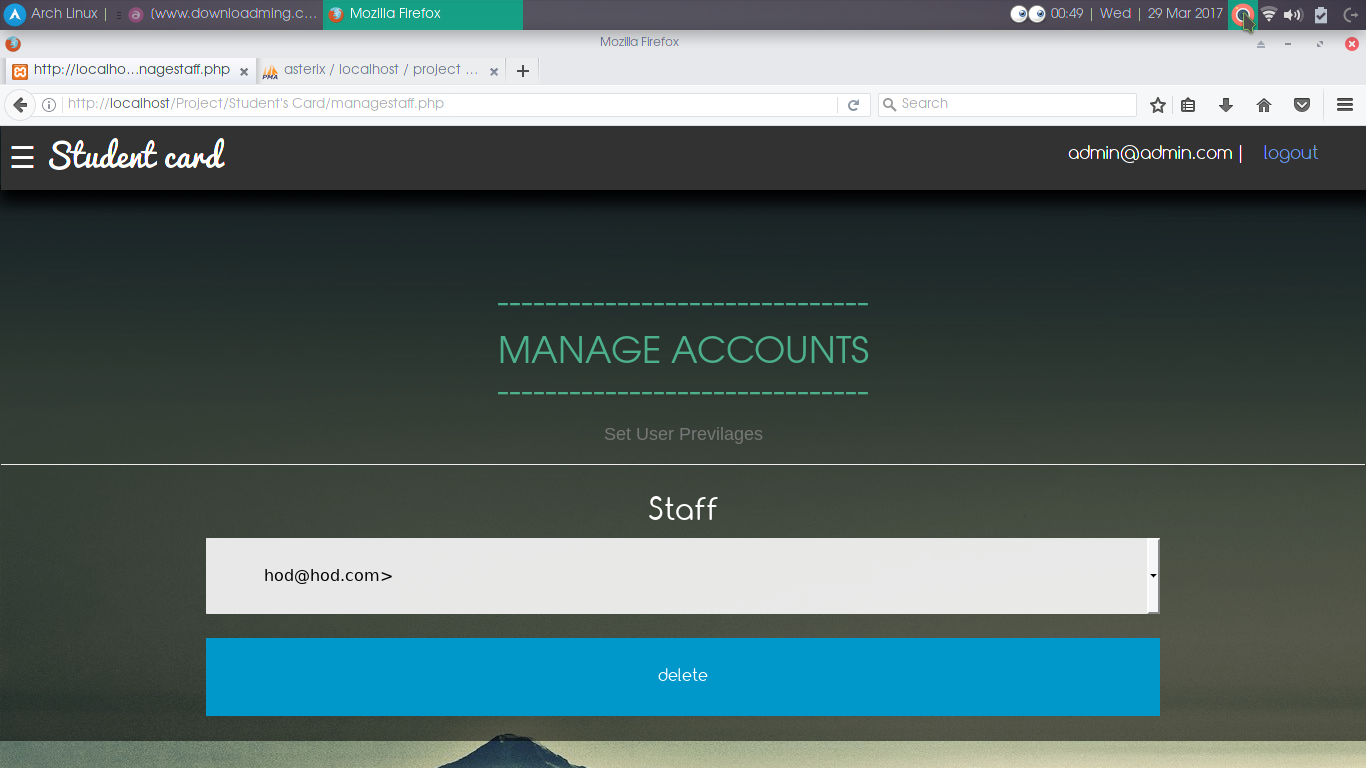 Arch Linux | [www.downloadming.c... Mozilla Firefox 00:49 | Wed | 29 Mar 2017
Mozilla Firefox
http://localho...nagestaff.php asterix / localhost / project ...
http://localhost/Project/Student's Card/managestaff.php Search
☰ Student card admin@admin.com | logout
-------------------------------
MANAGE ACCOUNTS
-------------------------------
Set User Previlages
Staff
hod@hod.com>
delete